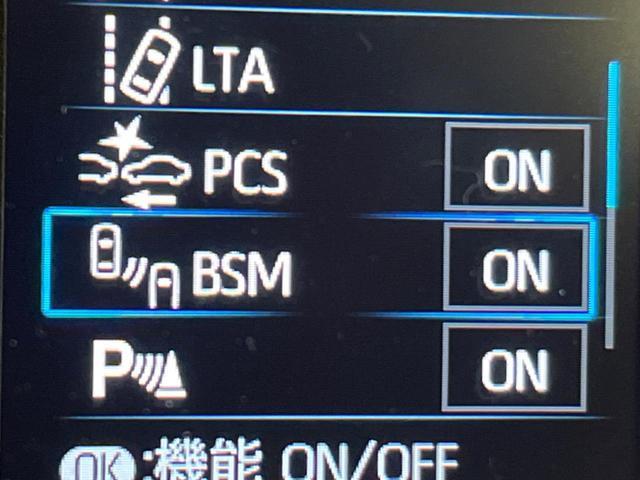 LTA
PCS ON
BSM ON
P ON
OK:機能 ON/OFF